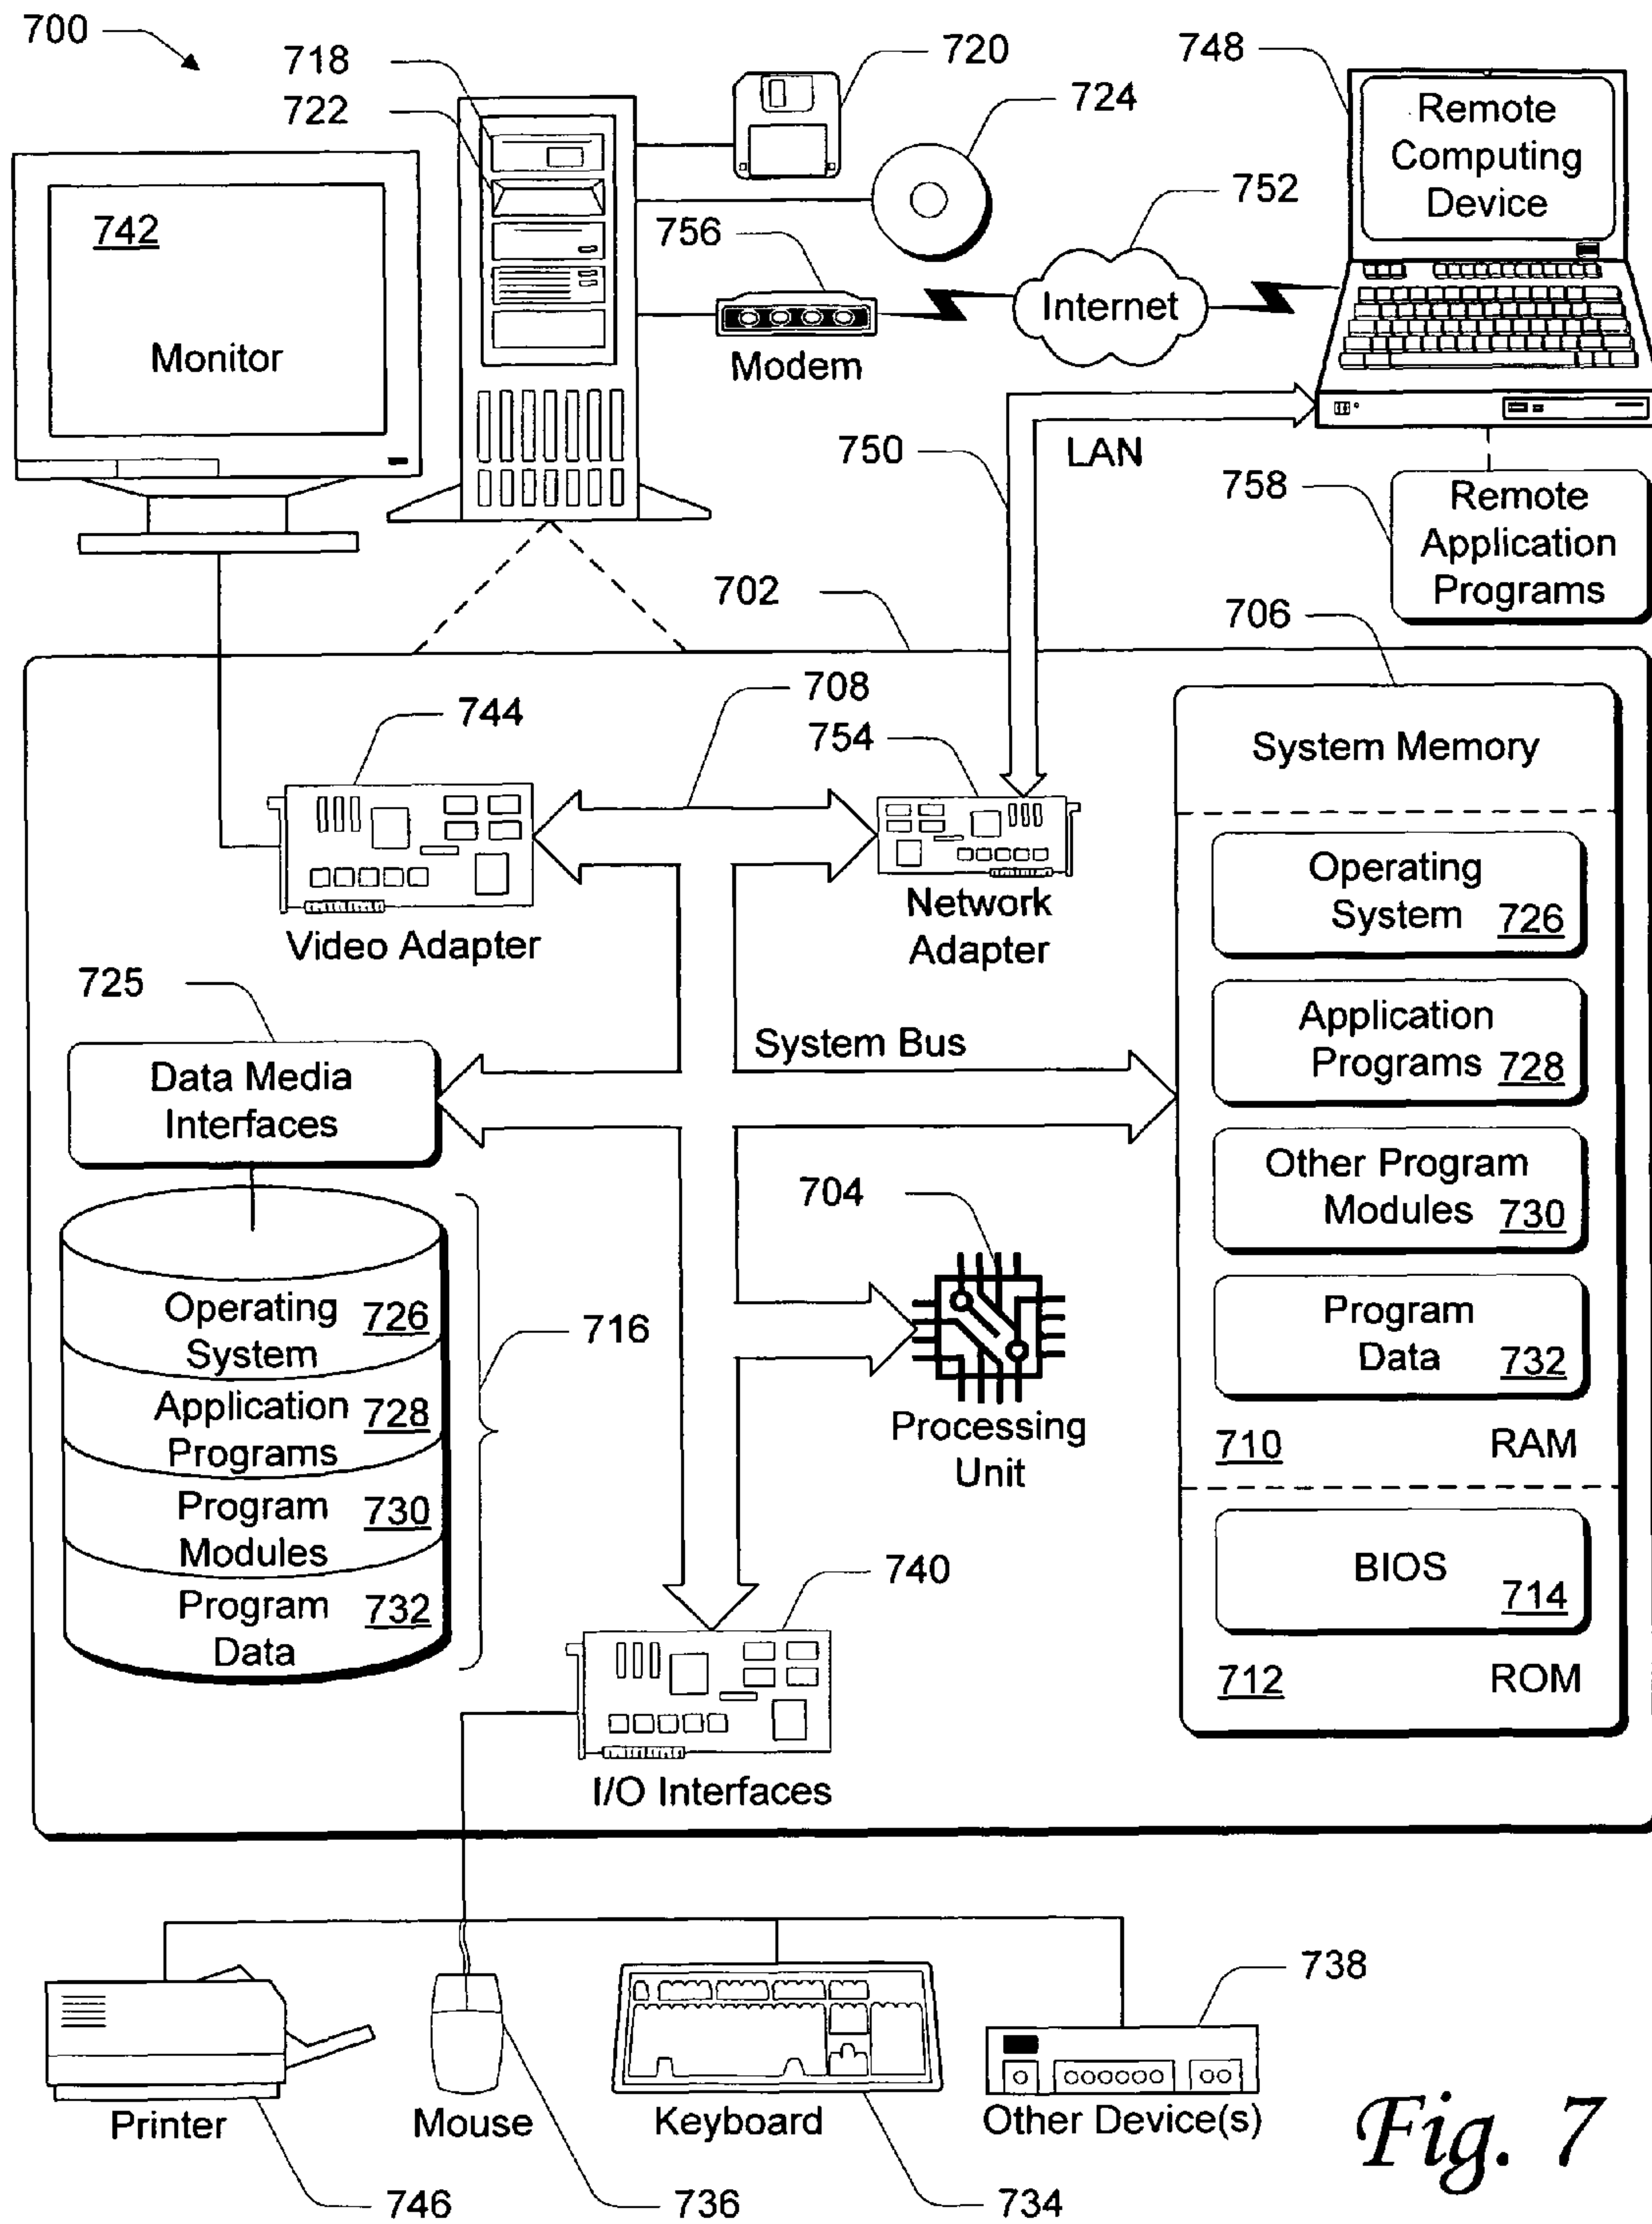 700
718
722
720
724
748
Remote
Computing
Device
742
Monitor
756
Modem
752
Internet
750
LAN
758
Remote
Application
Programs
702
706
708
744
754
Video Adapter
Network
Adapter
System Memory
Operating
System 726
Application
Programs 728
Other Program
Modules 730
Program
Data 732
710 RAM
BIOS
714
712 ROM
725
Data Media
Interfaces
System Bus
704
Processing
Unit
Operating 726
System
Application 728
Programs
Program 730
Modules
Program 732
Data
716
740
I/O Interfaces
738
Printer
Mouse
Keyboard
Other Device(s)
746
736
734
Fig. 7